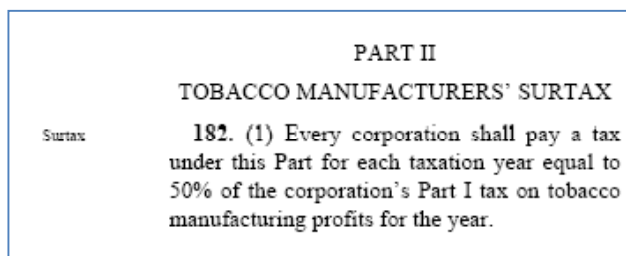 PART II
TOBACCO MANUFACTURERS’ SURTAX
Surtax
182. (1) Every corporation shall pay a tax
under this Part for each taxation year equal to
50% of the corporation’s Part I tax on tobacco
manufacturing profits for the year.